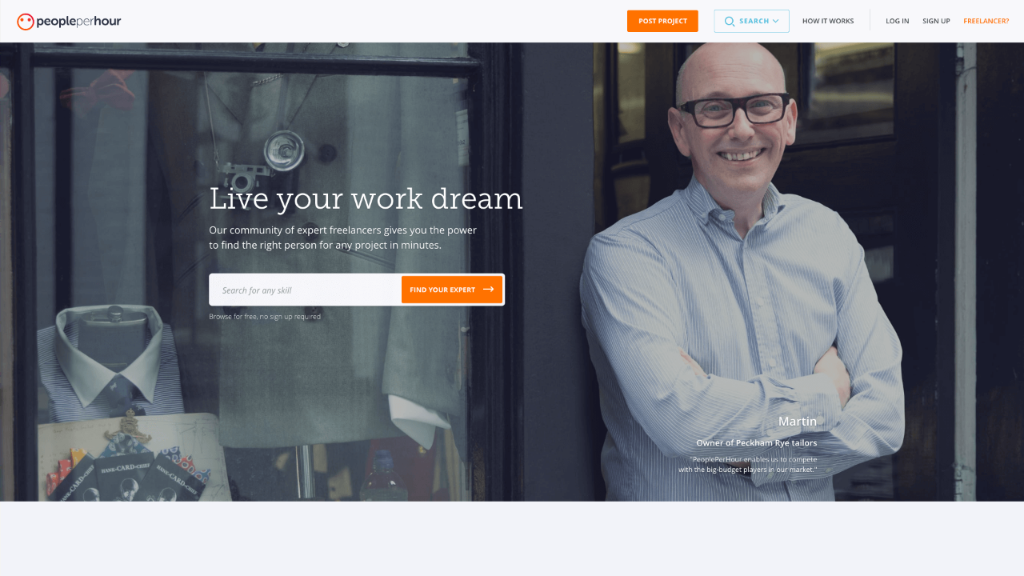 peopleperhour
POST PROJECT
SEARCH
HOW IT WORKS
LOG IN
SIGN UP
FREELANCER?
Live your work dream
Our community of expert freelancers gives you the power
to find the right person for any project in minutes.
Search for any skill
FIND YOUR EXPERT
Browse for free, no sign up required
Martin
Owner of Peckham Rye tailors
"PeoplePerHour enables us to compete
with the big-budget players in our market."